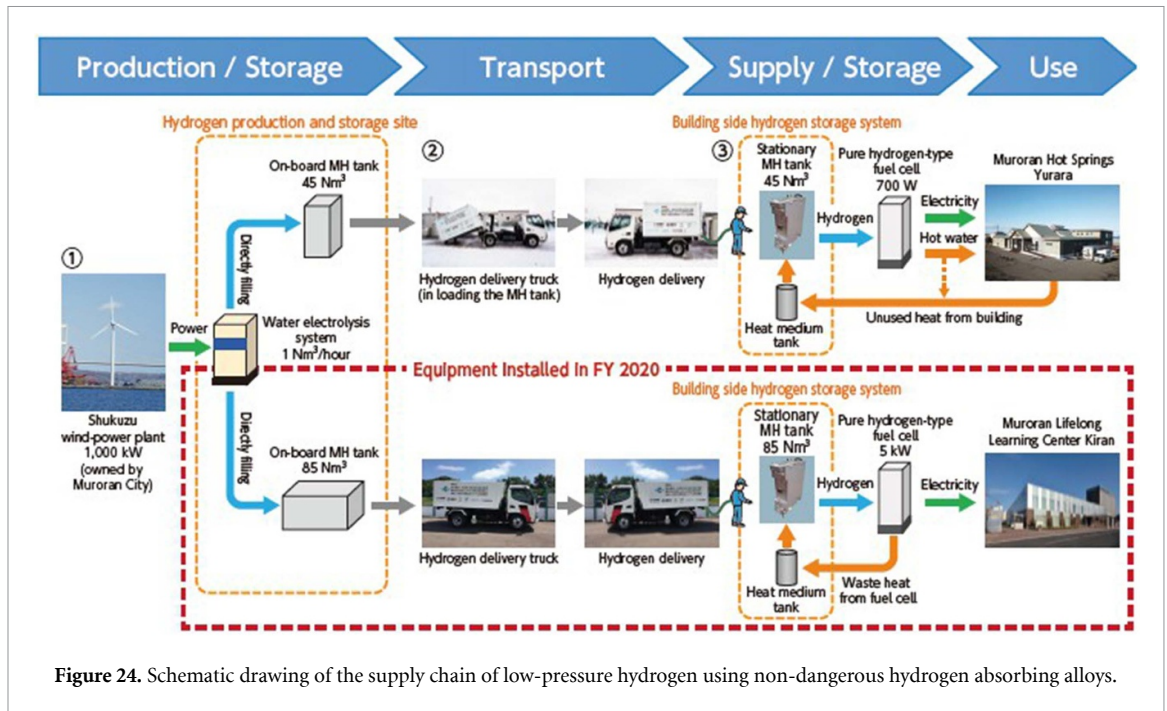 Production / Storage
Transport
Supply / Storage
Use
Hydrogen production and storage site
On-board MH tank
45 Nm³
②
Building side hydrogen storage system
③
Stationary
MH tank
45 Nm³
Pure hydrogen-type
fuel cell
700 W
Muroran Hot Springs
Yurara
Electricity
Hydrogen
Hot water
①
Directly filling
Hydrogen delivery truck
(in loading the MH tank)
Hydrogen delivery
Heat medium
tank
Unused heat from building
Power
Water electrolysis
system
1 Nm³/hour
Equipment Installed in FY 2020
Building side hydrogen storage system
Shukuzu
wind-power plant
1,000 kW
(owned by
Muroran City)
Directly filling
On-board MH tank
85 Nm³
Stationary
MH tank
85 Nm³
Pure hydrogen-type
fuel cell
5 kW
Muroran Lifelong
Learning Center Kiran
Hydrogen
Electricity
Hydrogen delivery truck
Hydrogen delivery
Heat medium
tank
Waste heat
from fuel cell
Figure 24. Schematic drawing of the supply chain of low-pressure hydrogen using non-dangerous hydrogen absorbing alloys.